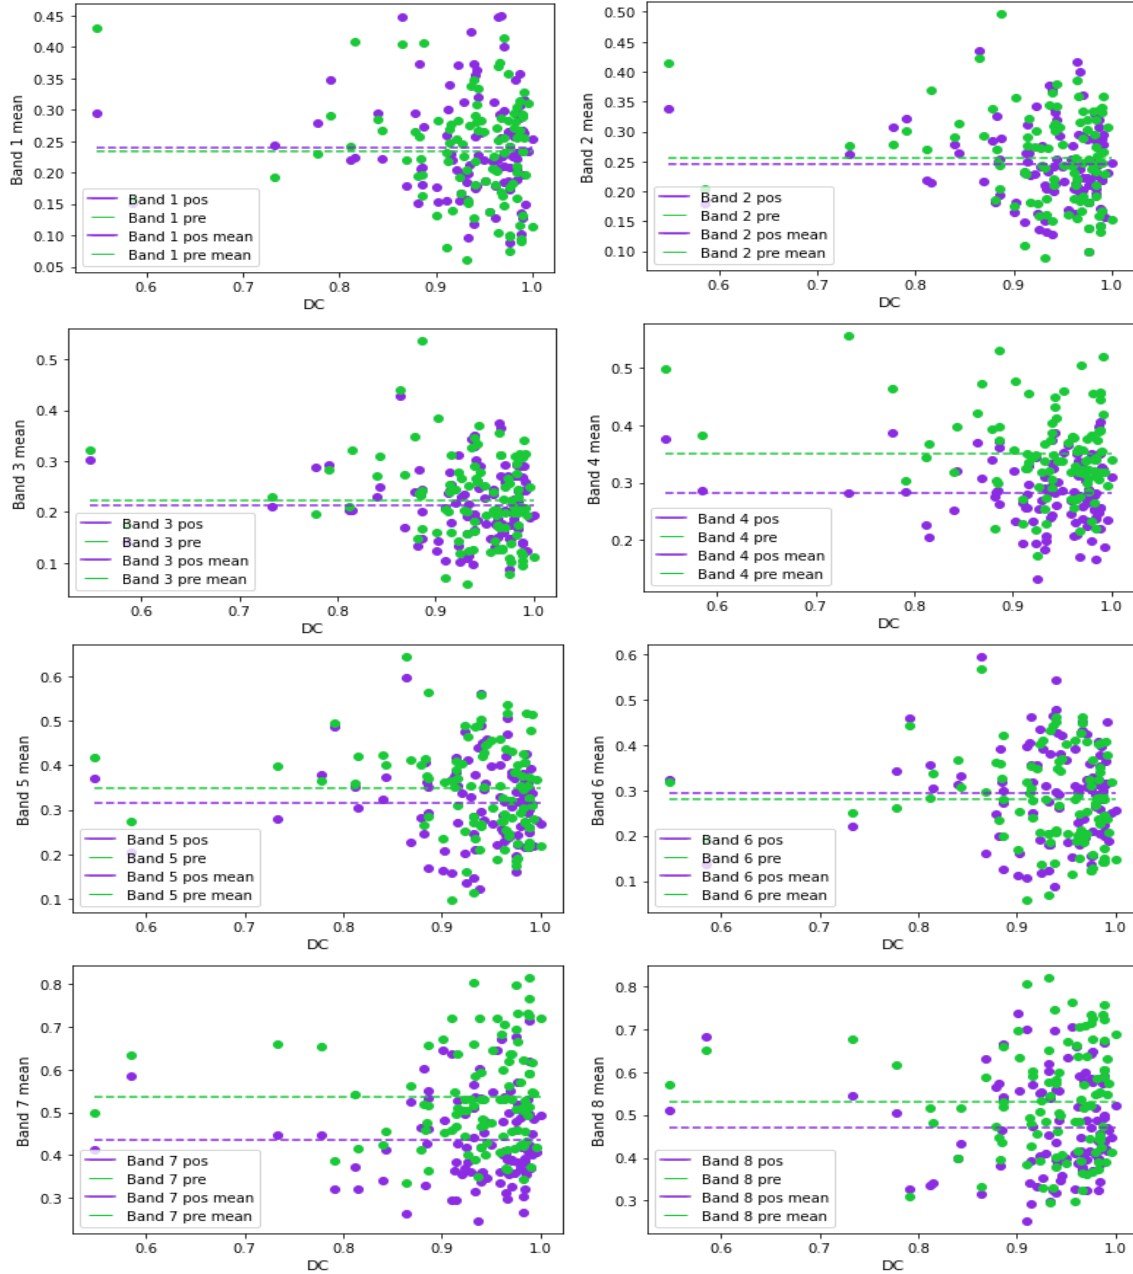 0.45
0.40
0.35
0.30
0.25
0.20
0.15
0.10
0.05
Band 1 mean
Band 1 pos
Band 1 pre
Band 1 pos mean
Band 1 pre mean
0.6 0.7 0.8 0.9 1.0
DC
0.50
0.45
0.40
0.35
0.30
0.25
0.20
0.15
0.10
Band 2 mean
Band 2 pos
Band 2 pre
Band 2 pos mean
Band 2 pre mean
0.6 0.7 0.8 0.9 1.0
DC
0.5
0.4
0.3
0.2
0.1
Band 3 mean
Band 3 pos
Band 3 pre
Band 3 pos mean
Band 3 pre mean
0.6 0.7 0.8 0.9 1.0
DC
0.5
0.4
0.3
0.2
Band 4 mean
Band 4 pos
Band 4 pre
Band 4 pos mean
Band 4 pre mean
0.6 0.7 0.8 0.9 1.0
DC
0.6
0.5
0.4
0.3
0.2
0.1
Band 5 mean
Band 5 pos
Band 5 pre
Band 5 pos mean
Band 5 pre mean
0.6 0.7 0.8 0.9 1.0
DC
0.6
0.5
0.4
0.3
0.2
0.1
Band 6 mean
Band 6 pos
Band 6 pre
Band 6 pos mean
Band 6 pre mean
0.6 0.7 0.8 0.9 1.0
DC
0.8
0.7
0.6
0.5
0.4
0.3
Band 7 mean
Band 7 pos
Band 7 pre
Band 7 pos mean
Band 7 pre mean
0.6 0.7 0.8 0.9 1.0
DC
0.8
0.7
0.6
0.5
0.4
0.3
Band 8 mean
Band 8 pos
Band 8 pre
Band 8 pos mean
Band 8 pre mean
0.6 0.7 0.8 0.9 1.0
DC